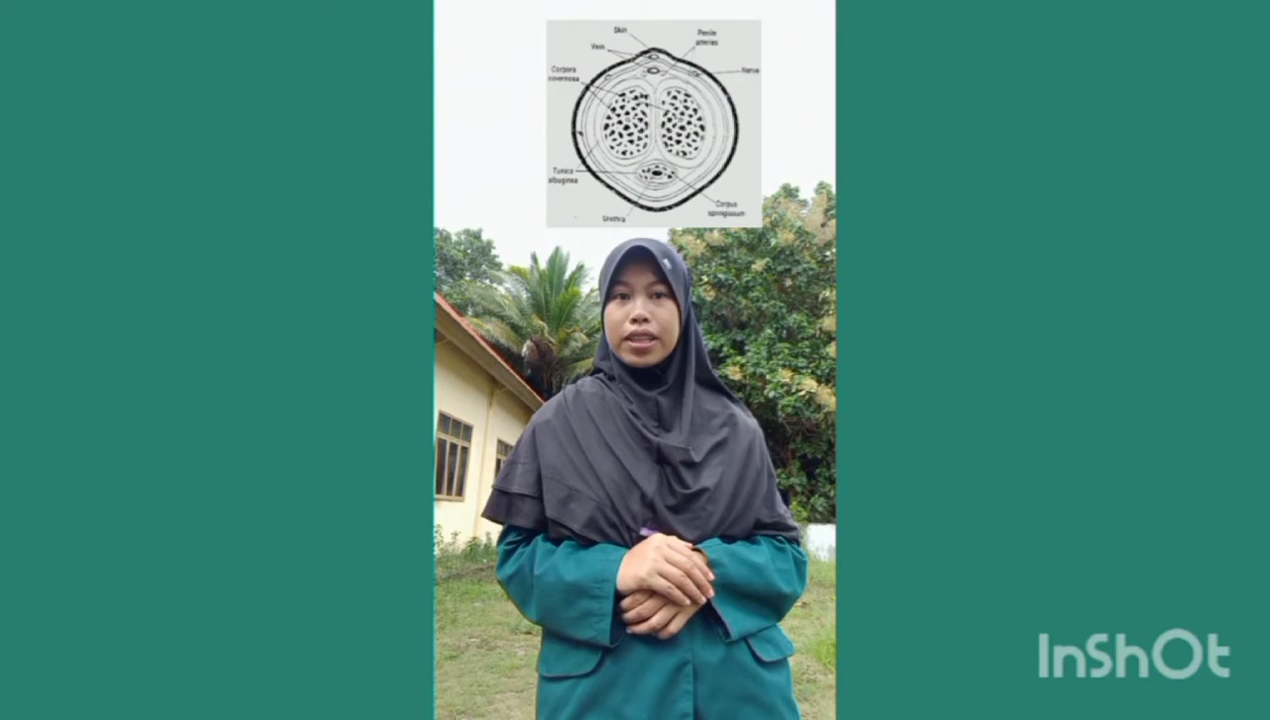 Skin
Penile
arteries
Vein
Corpora
cavernosa
Nerve
Tunica
albuginea
Corpus
spongiosum
Urethra
InShOt